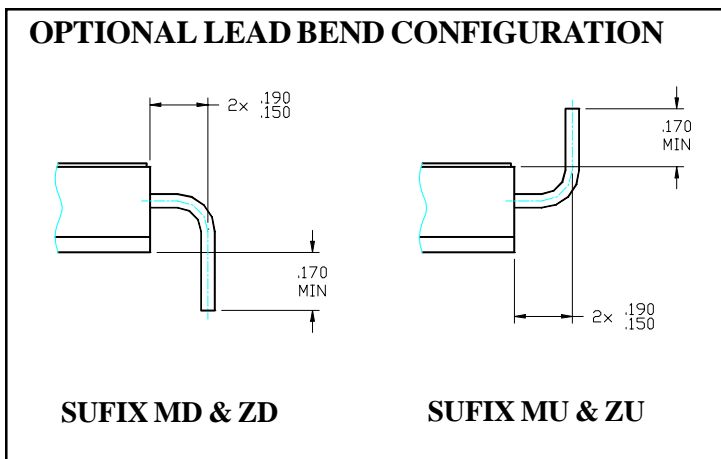 OPTIONAL LEAD BEND CONFIGURATION
2x .190
.150
.170
MIN
.170
MIN
2x .190
.150
SUFIX MD & ZD
SUFIX MU & ZU